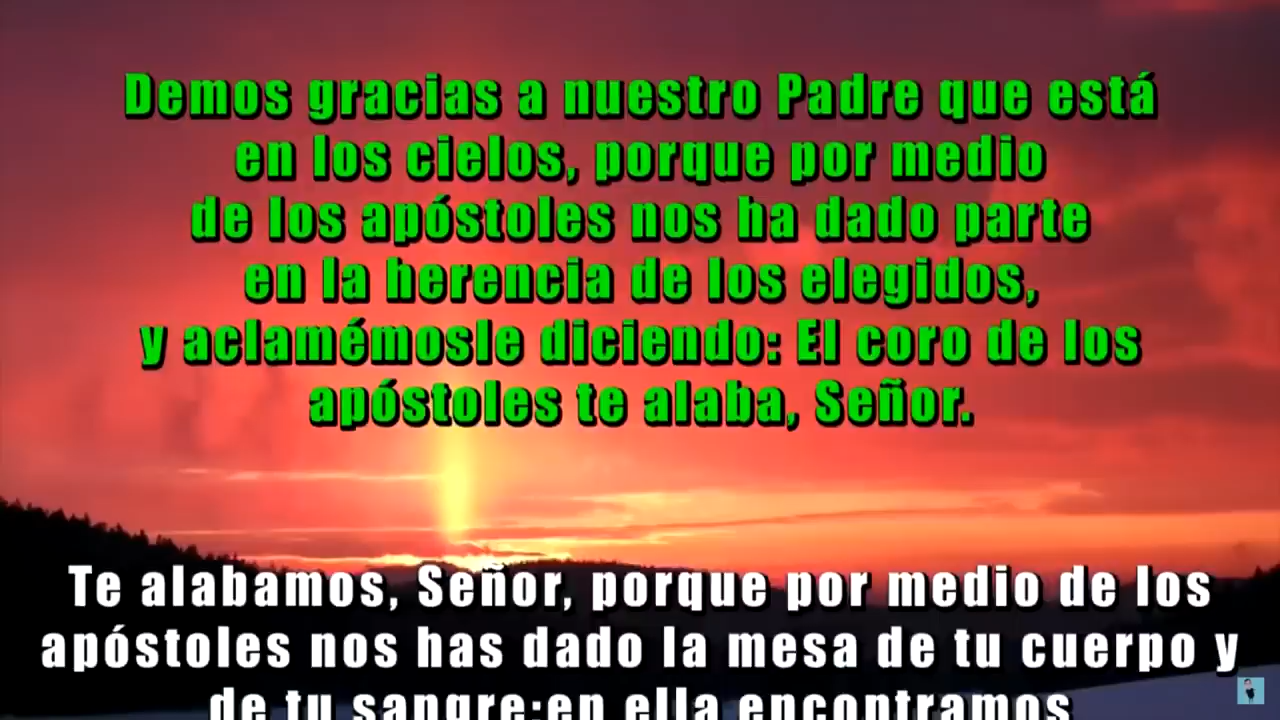 Demos gracias a nuestro Padre que está
en los cielos, porque por medio
de los apóstoles nos ha dado parte
en la herencia de los elegidos,
y aclamémosle diciendo: El coro de los
apóstoles te alaba, Señor.
Te alabamos, Señor, porque por medio de los
apóstoles nos has dado la mesa de tu cuerpo y
de tu sangre:en ella encontramos